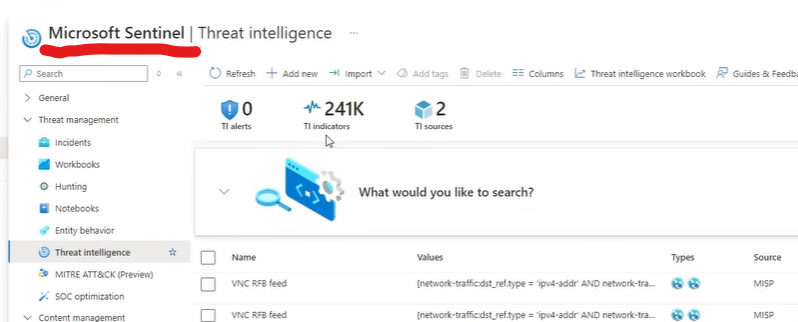 Microsoft Sentinel | Threat intelligence ...
Search
«
Refresh
Add new
Import
Add tags
Delete
Columns
Threat intelligence workbook
Guides & Feedba
General
Threat management
Incidents
Workbooks
Hunting
Notebooks
Entity behavior
Threat intelligence
MITRE ATT&CK (Preview)
SOC optimization
Content management
0
TI alerts
241K
TI indicators
2
TI sources
What would you like to search?
Name Values Types Source
VNC RFB feed [network-traffic:dst_ref.type = 'ipv4-addr' AND network-tra... MISP
VNC RFB feed [network-traffic:dst_ref.type = 'ipv4-addr' AND network-tra... MISP